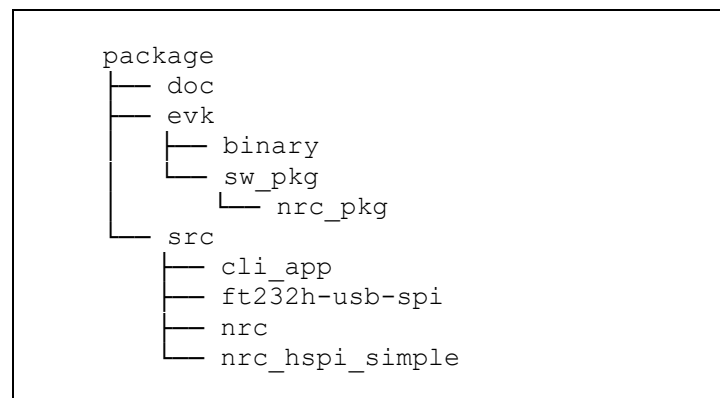 package
├── doc
├── evk
│   ├── binary
│   └── sw_pkg
│       └── nrc_pkg
└── src
    ├── cli_app
    ├── ft232h-usb-spi
    ├── nrc
    └── nrc_hspi_simple